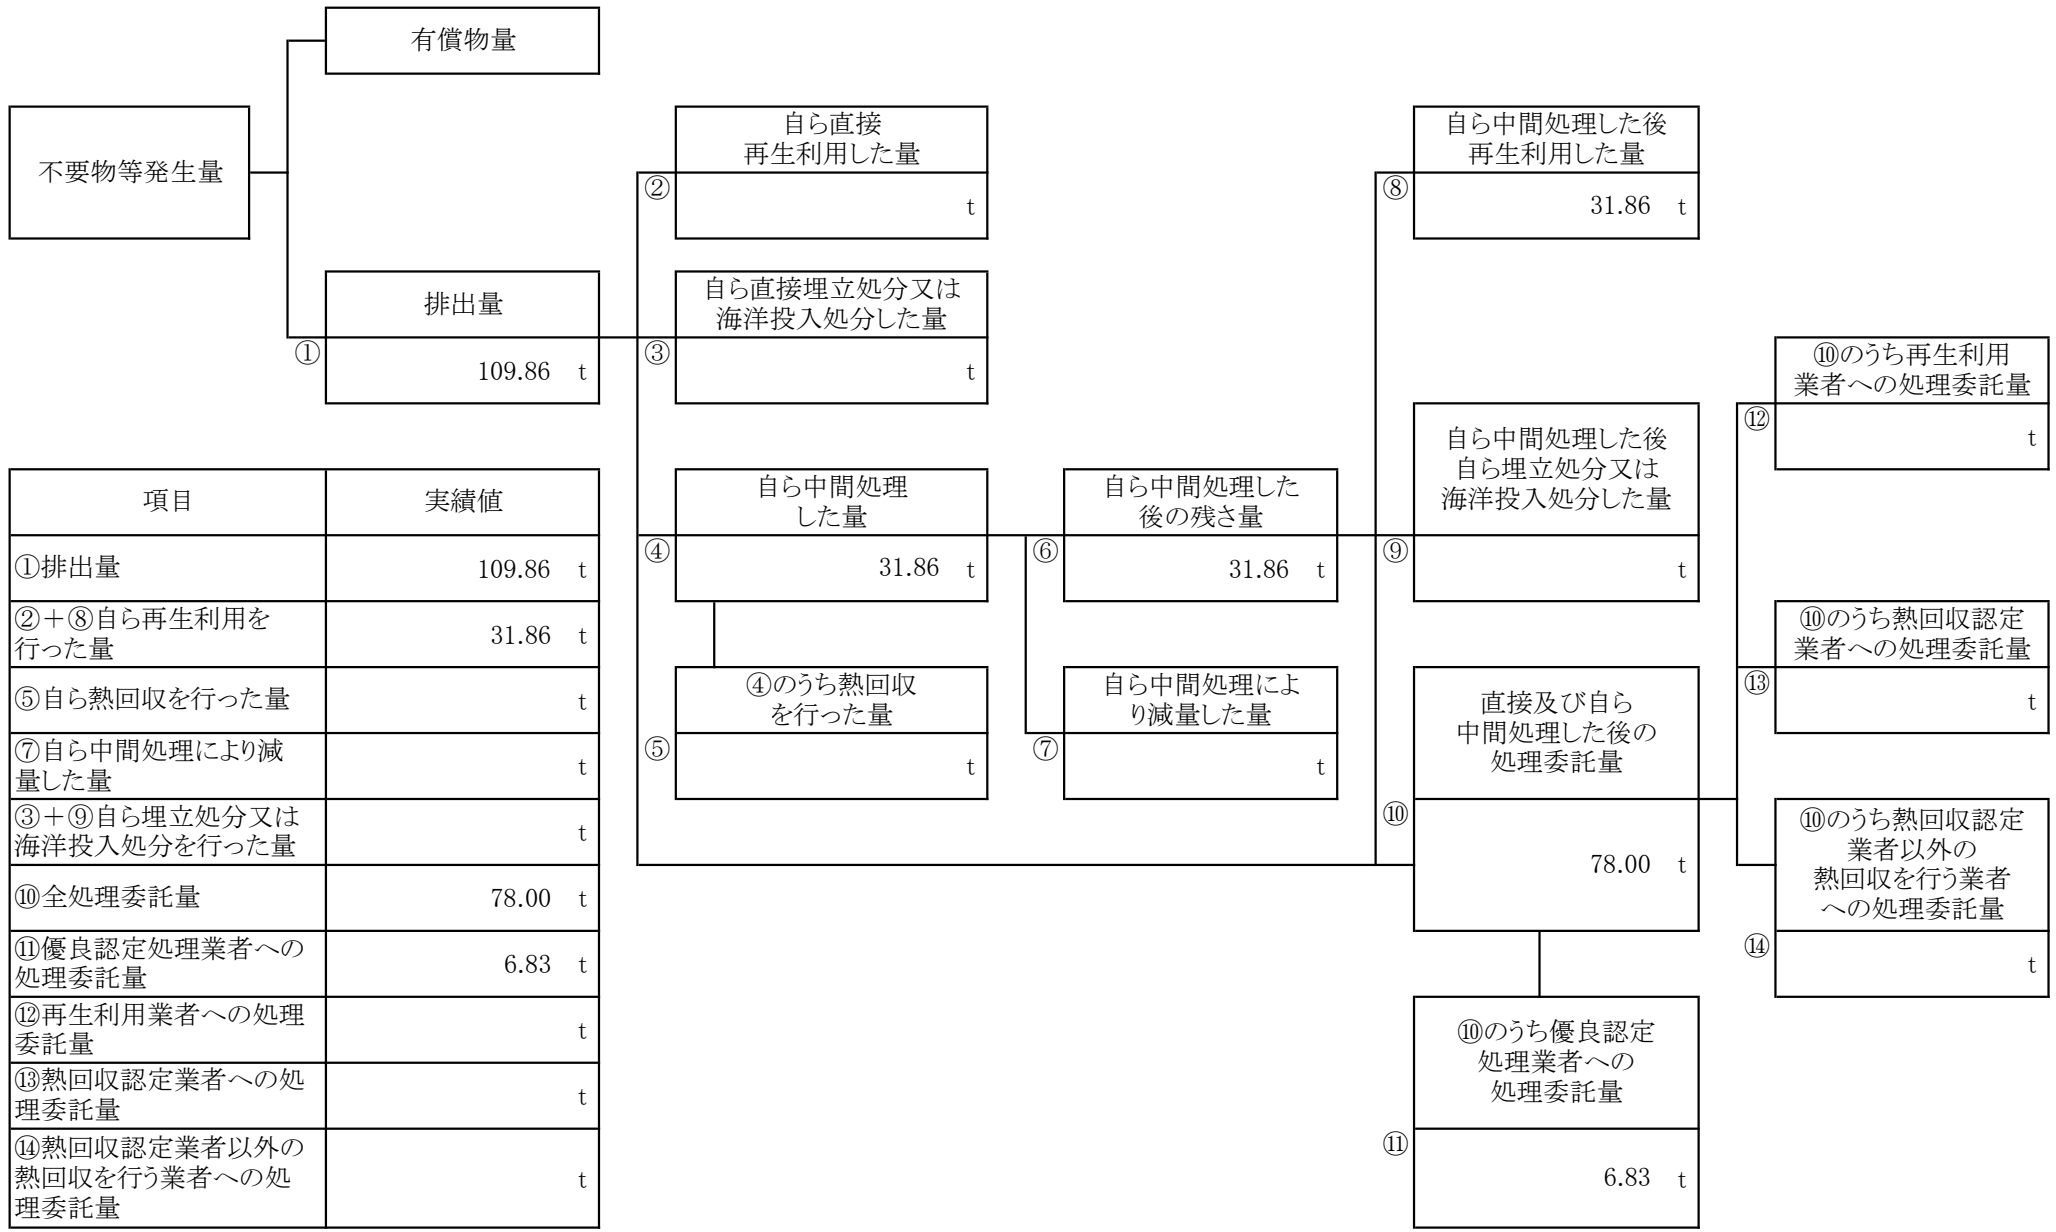 有償物量
不要物等発生量
排出量
①
109.86 t
自ら直接
再生利用した量
②
t
自ら直接埋立処分又は
海洋投入処分した量
③
t
自ら中間処理
した量
④
31.86 t
④のうち熱回収
を行った量
⑤
t
自ら中間処理した
後の残さ量
⑥
31.86 t
自ら中間処理によ
り減量した量
⑦
t
自ら中間処理した後
再生利用した量
⑧
31.86 t
自ら中間処理した後
自ら埋立処分又は
海洋投入処分した量
⑨
t
直接及び自ら
中間処理した後の
処理委託量
⑩
78.00 t
⑩のうち優良認定
処理業者への
処理委託量
⑪
6.83 t
⑩のうち再生利用
業者への処理委託量
⑫
t
⑩のうち熱回収認定
業者への処理委託量
⑬
t
⑩のうち熱回収認定
業者以外の
熱回収を行う業者
への処理委託量
⑭
t
項目 実績値
①排出量 109.86 t
②＋⑧自ら再生利用を
行った量
31.86 t
⑤自ら熱回収を行った量 t
⑦自ら中間処理により減
量した量
t
③＋⑨自ら埋立処分又は
海洋投入処分を行った量
t
⑩全処理委託量 78.00 t
⑪優良認定処理業者への
処理委託量
6.83 t
⑫再生利用業者への処理
委託量
t
⑬熱回収認定業者への処
理委託量
t
⑭熱回収認定業者以外の
熱回収を行う業者への処
理委託量
t